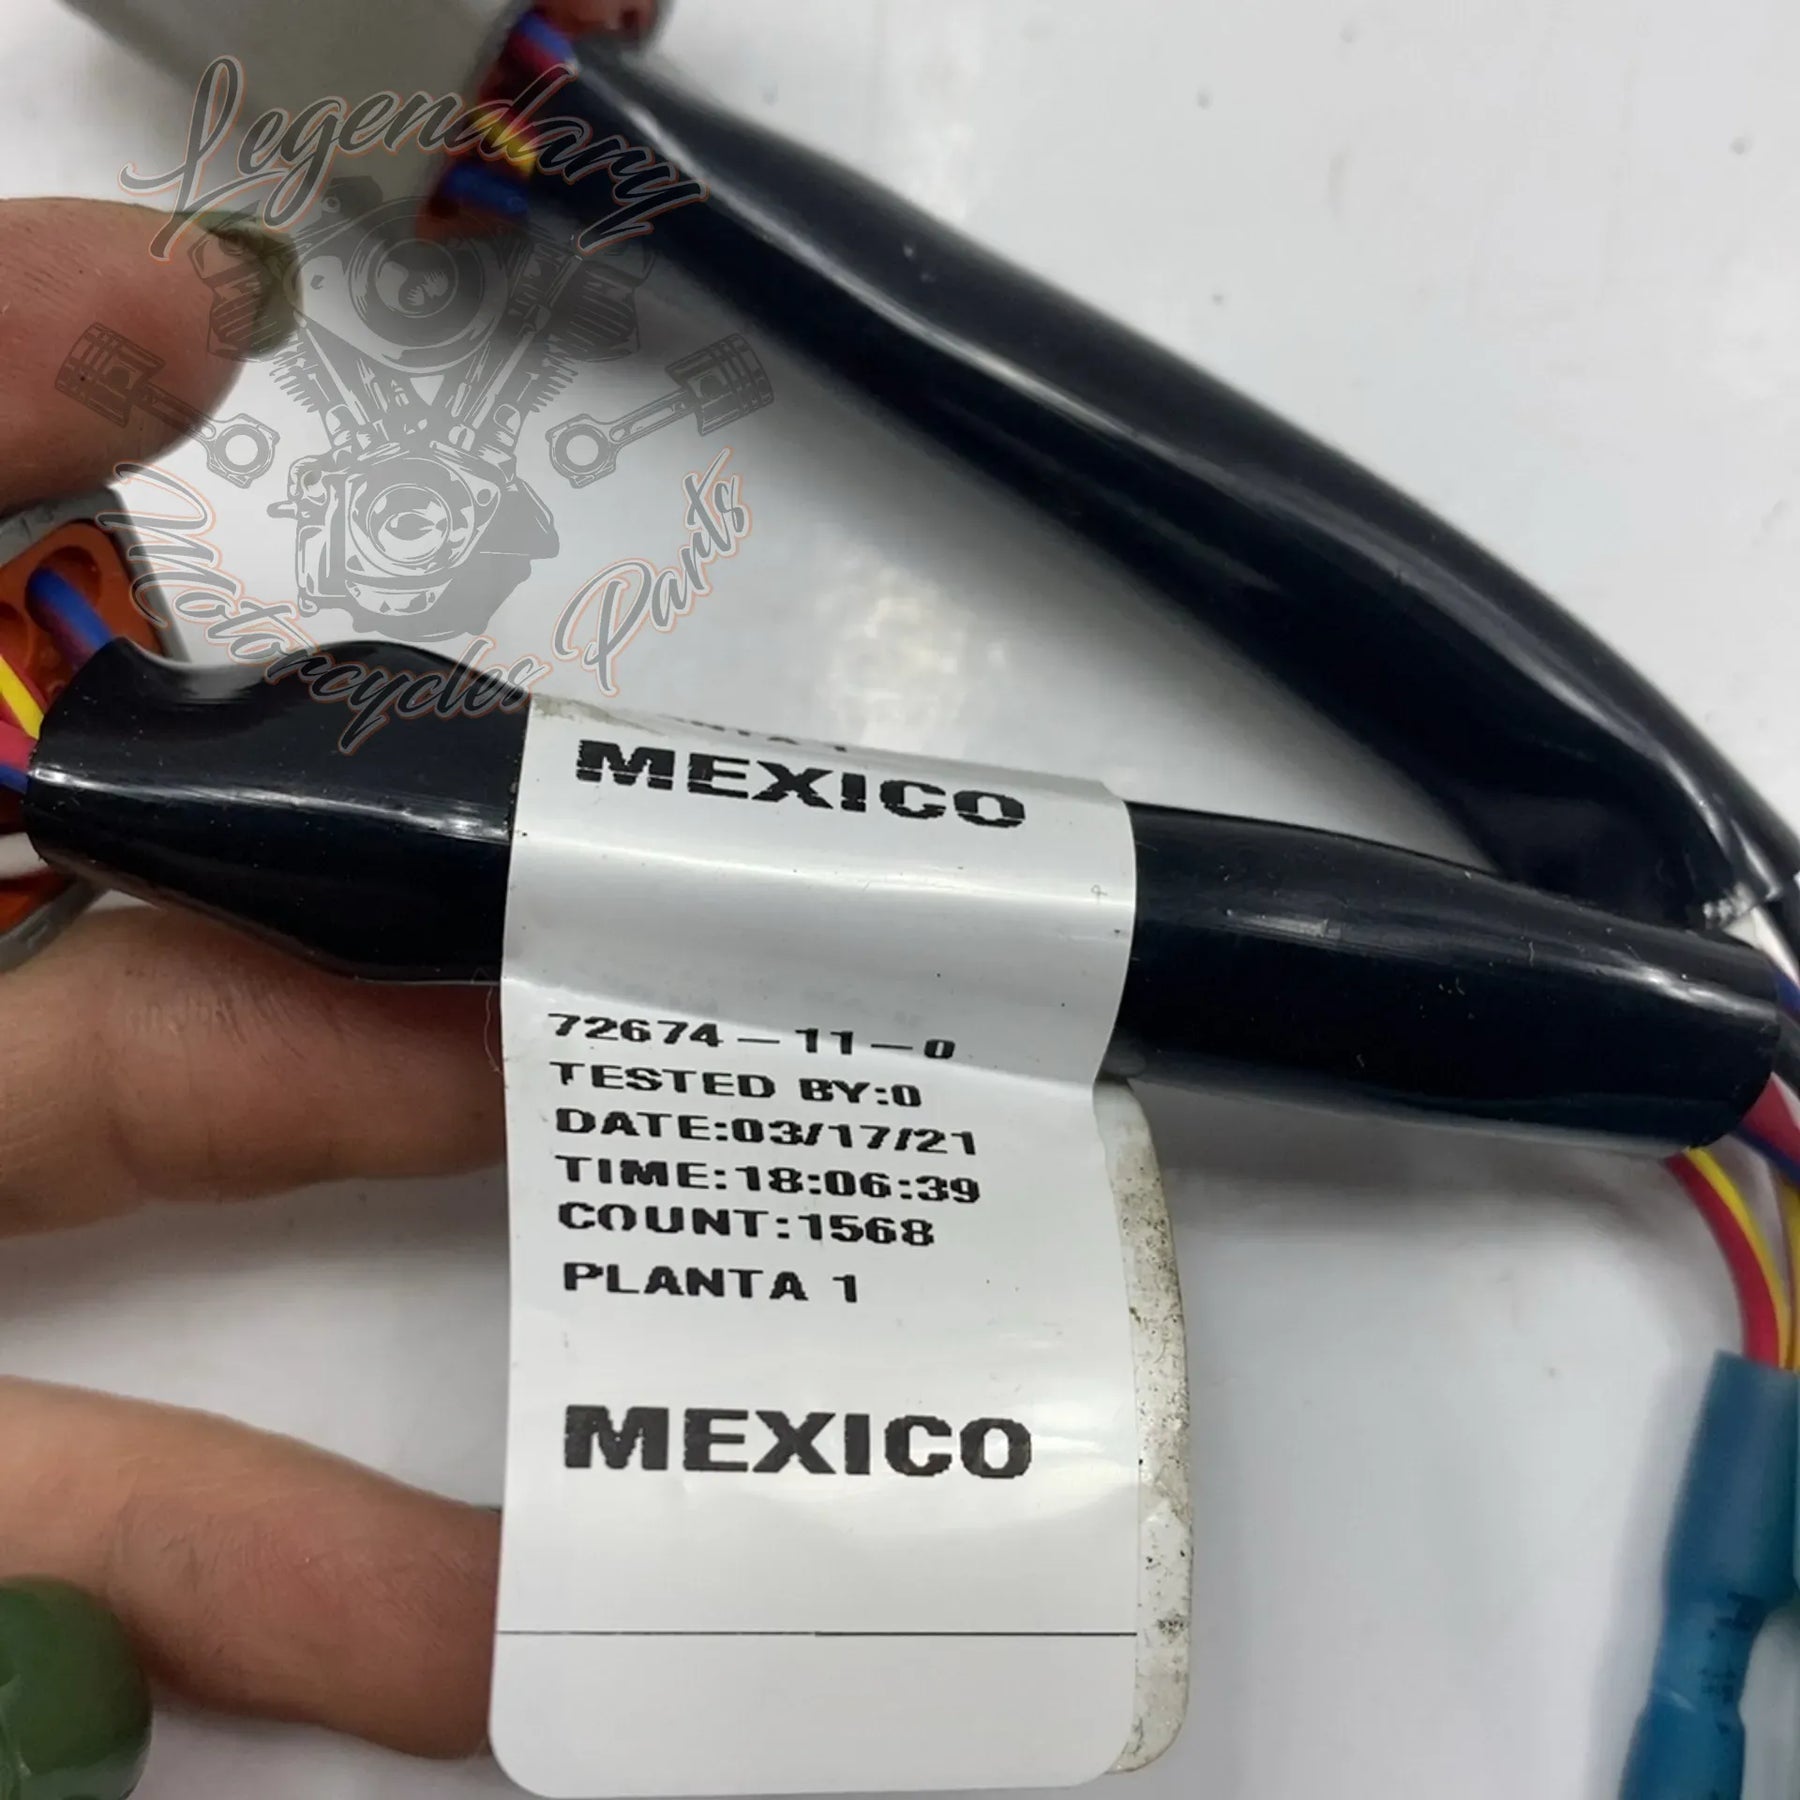 Legendary
Motorcycles Parts
MEXICO
72674-11-0
TESTED BY:0
DATE:03/17/21
TIME:18:06:39
COUNT:1568
PLANTA 1
MEXICO